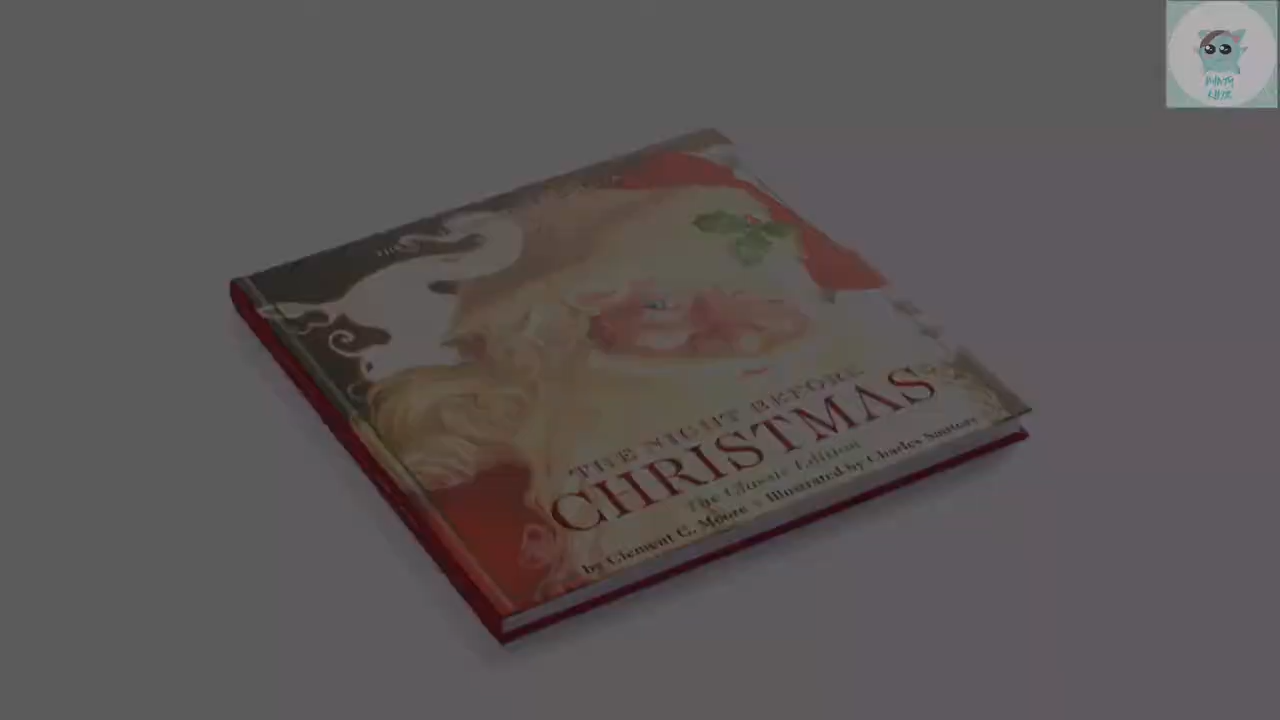 THE NIGHT BEFORE
CHRISTMAS
The Classic Edition
by Clement C. Moore • Illustrated by Charles Santore